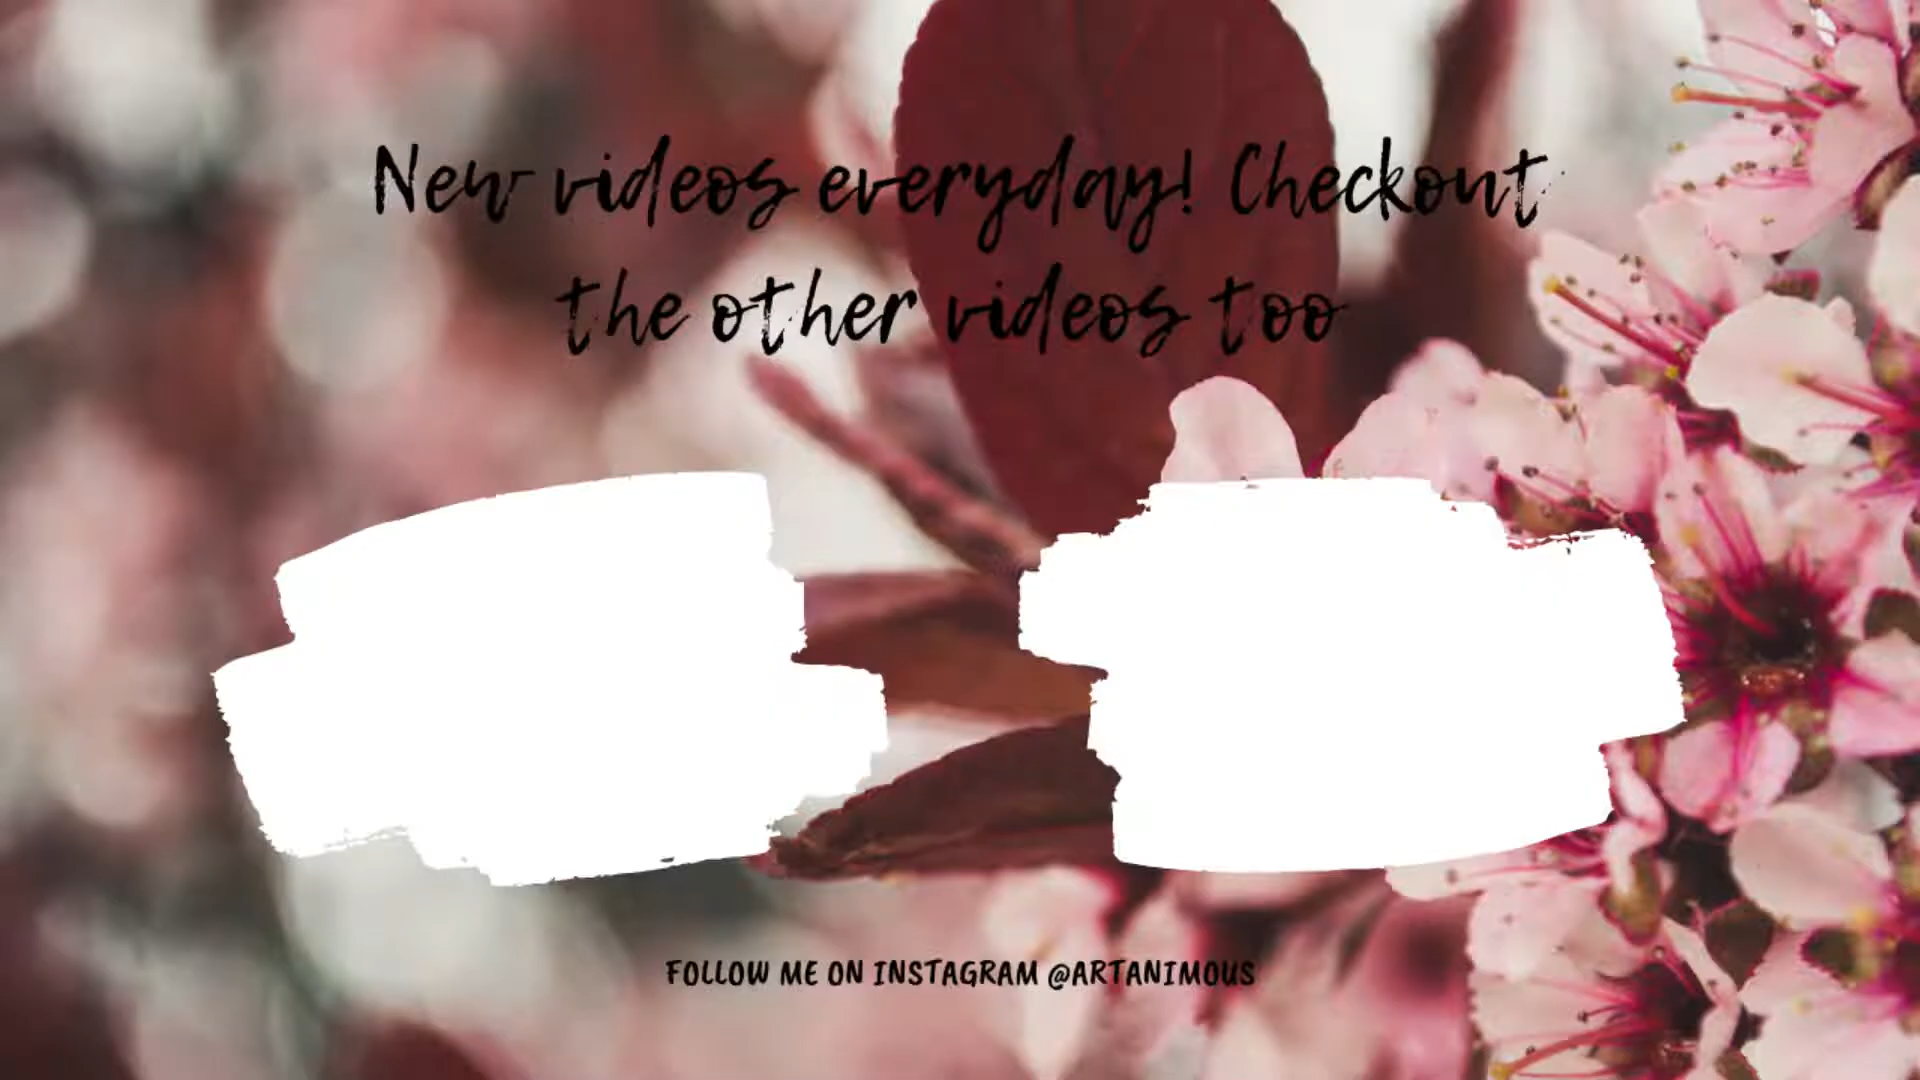 New videos everyday! Checkout
the other videos too
FOLLOW ME ON INSTAGRAM @ARTANIMOUS